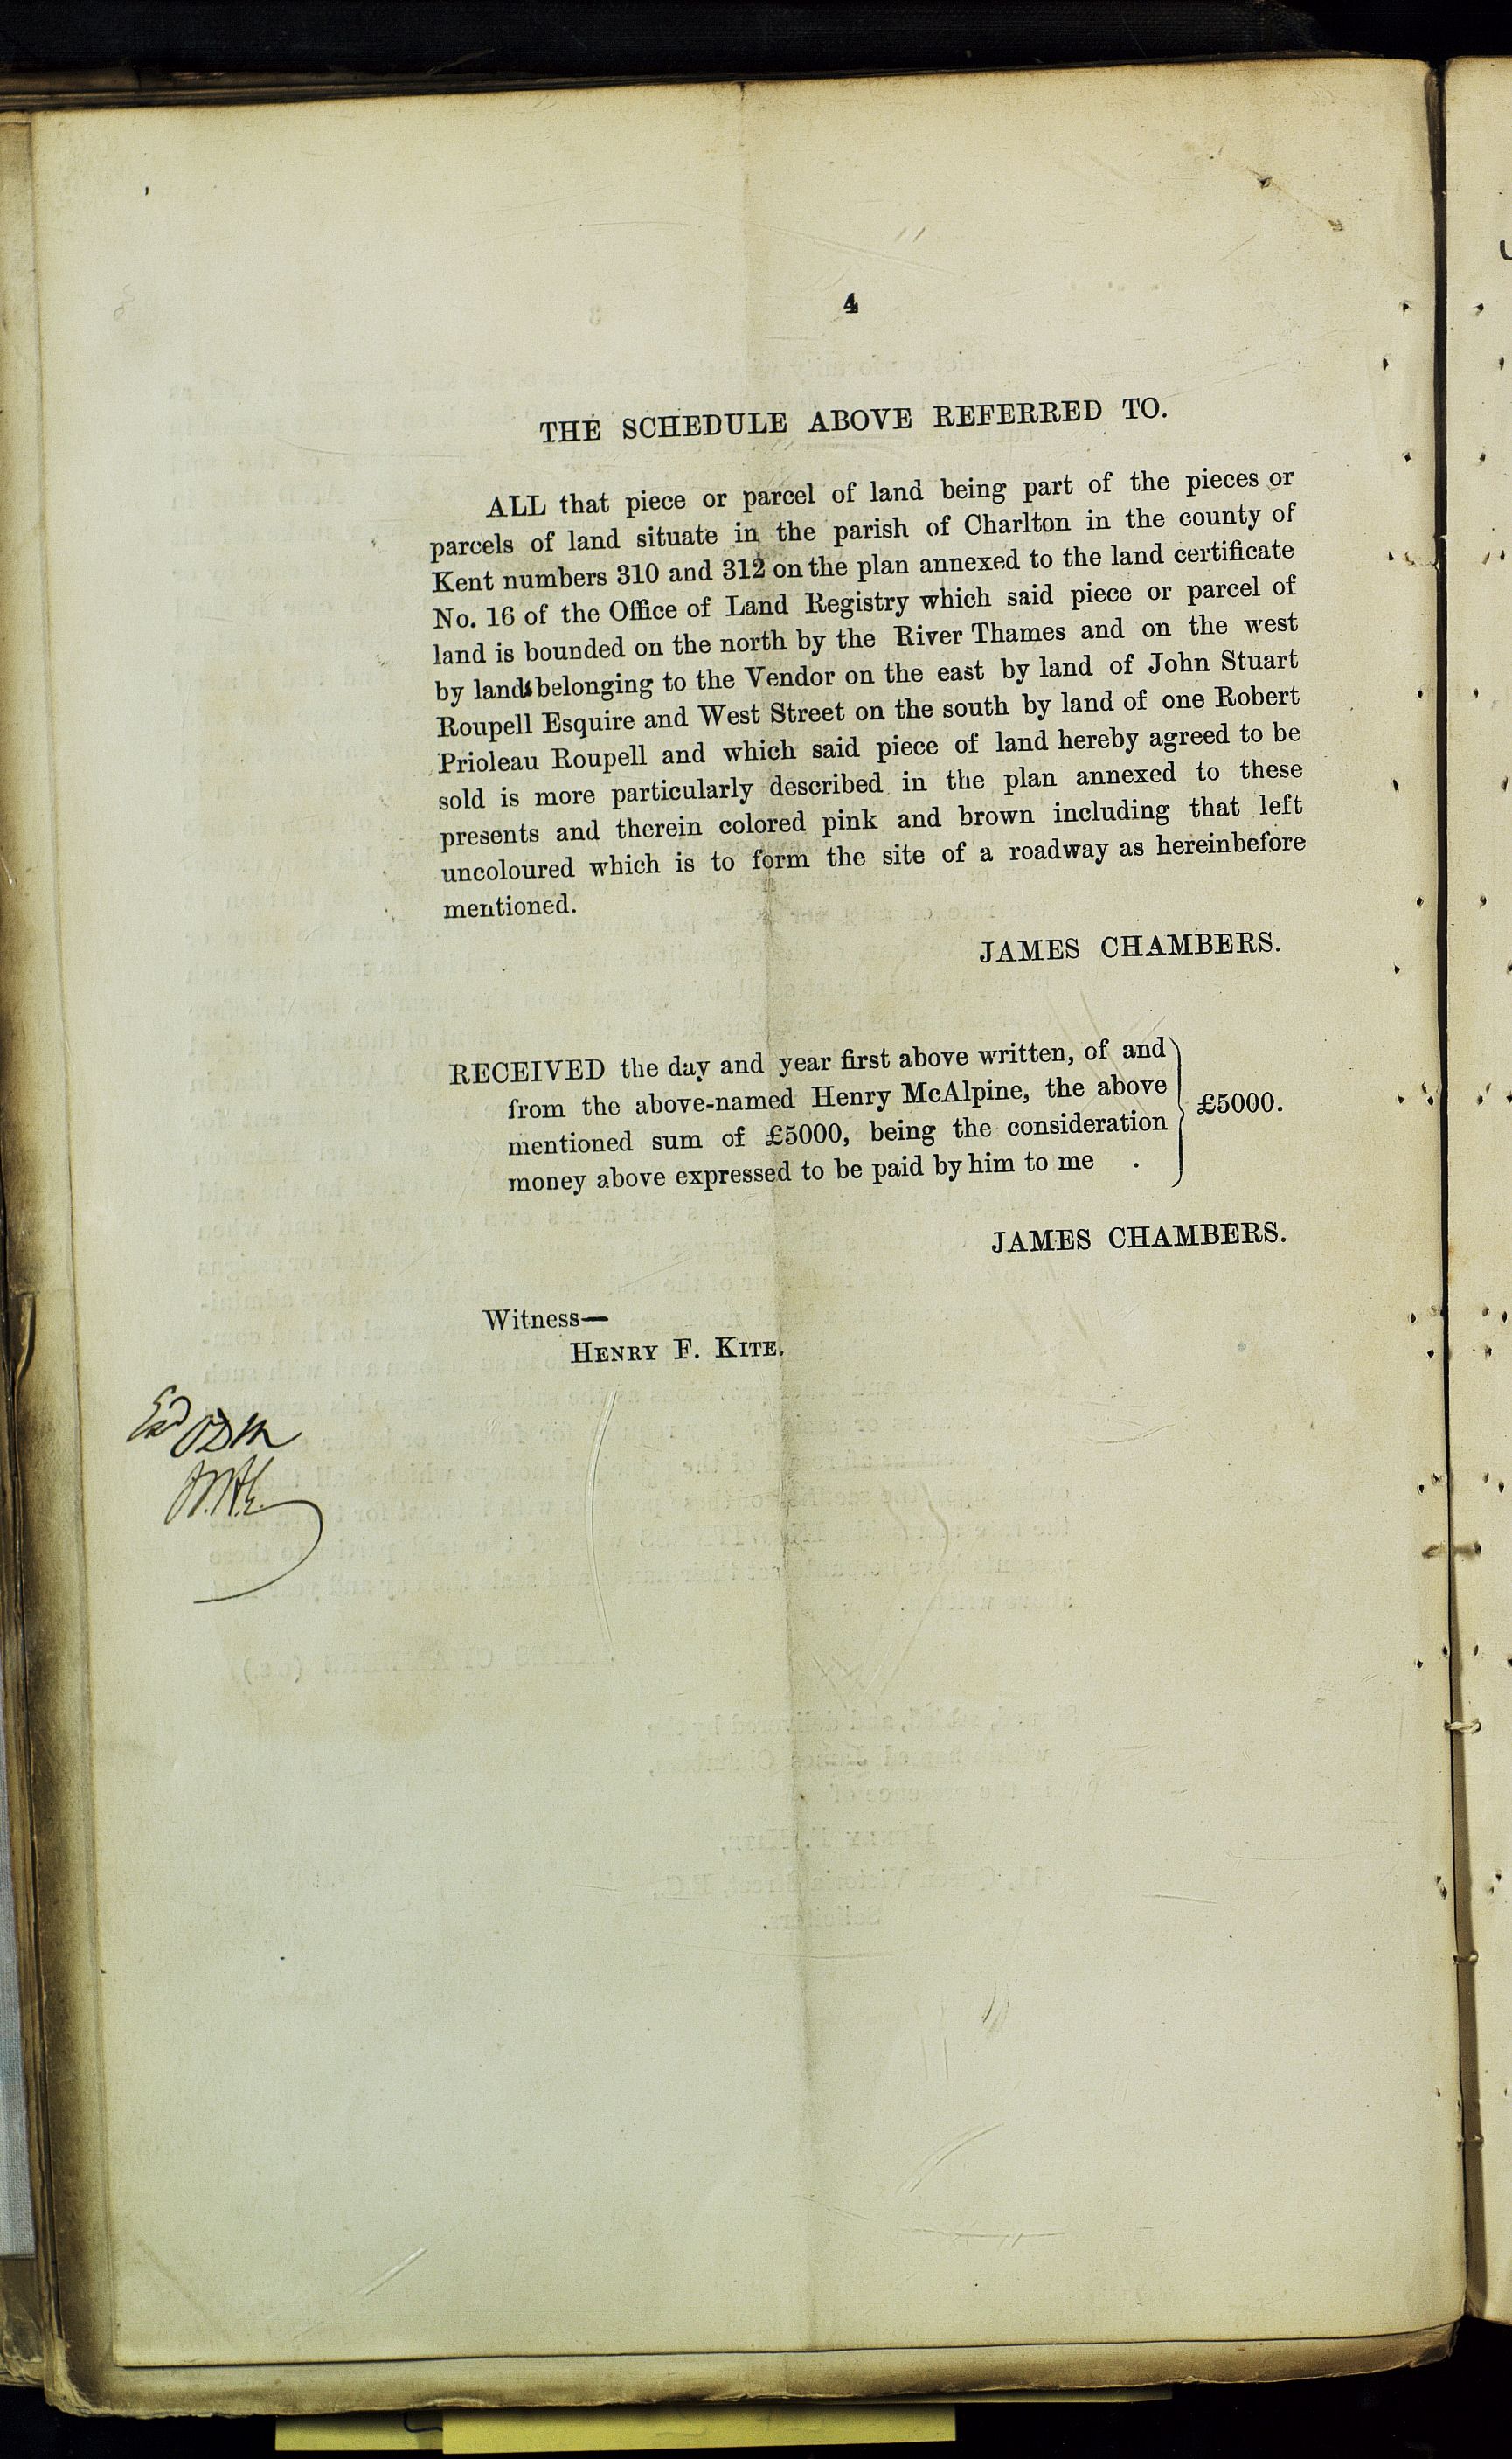 4
THE SCHEDULE ABOVE REFERRED TO.
ALL that piece or parcel of land being part of the pieces or
parcels of land situate in the parish of Charlton in the county of
Kent numbers 310 and 312 on the plan annexed to the land certificate
No. 16 of the Office of Land Registry which said piece or parcel of
land is bounded on the north by the River Thames and on the west
by lands belonging to the Vendor on the east by land of John Stuart
Roupell Esquire and West Street on the south by land of one Robert
Prioleau Roupell and which said piece of land hereby agreed to be
sold is more particularly described in the plan annexed to these
presents and therein colored pink and brown including that left
uncoloured which is to form the site of a roadway as hereinbefore
mentioned.
JAMES CHAMBERS.
RECEIVED the day and year first above written, of and
from the above-named Henry McAlpine, the above
mentioned sum of £5000, being the consideration
money above expressed to be paid by him to me .
£5000.
JAMES CHAMBERS.
Witness—
HENRY F. KITE.